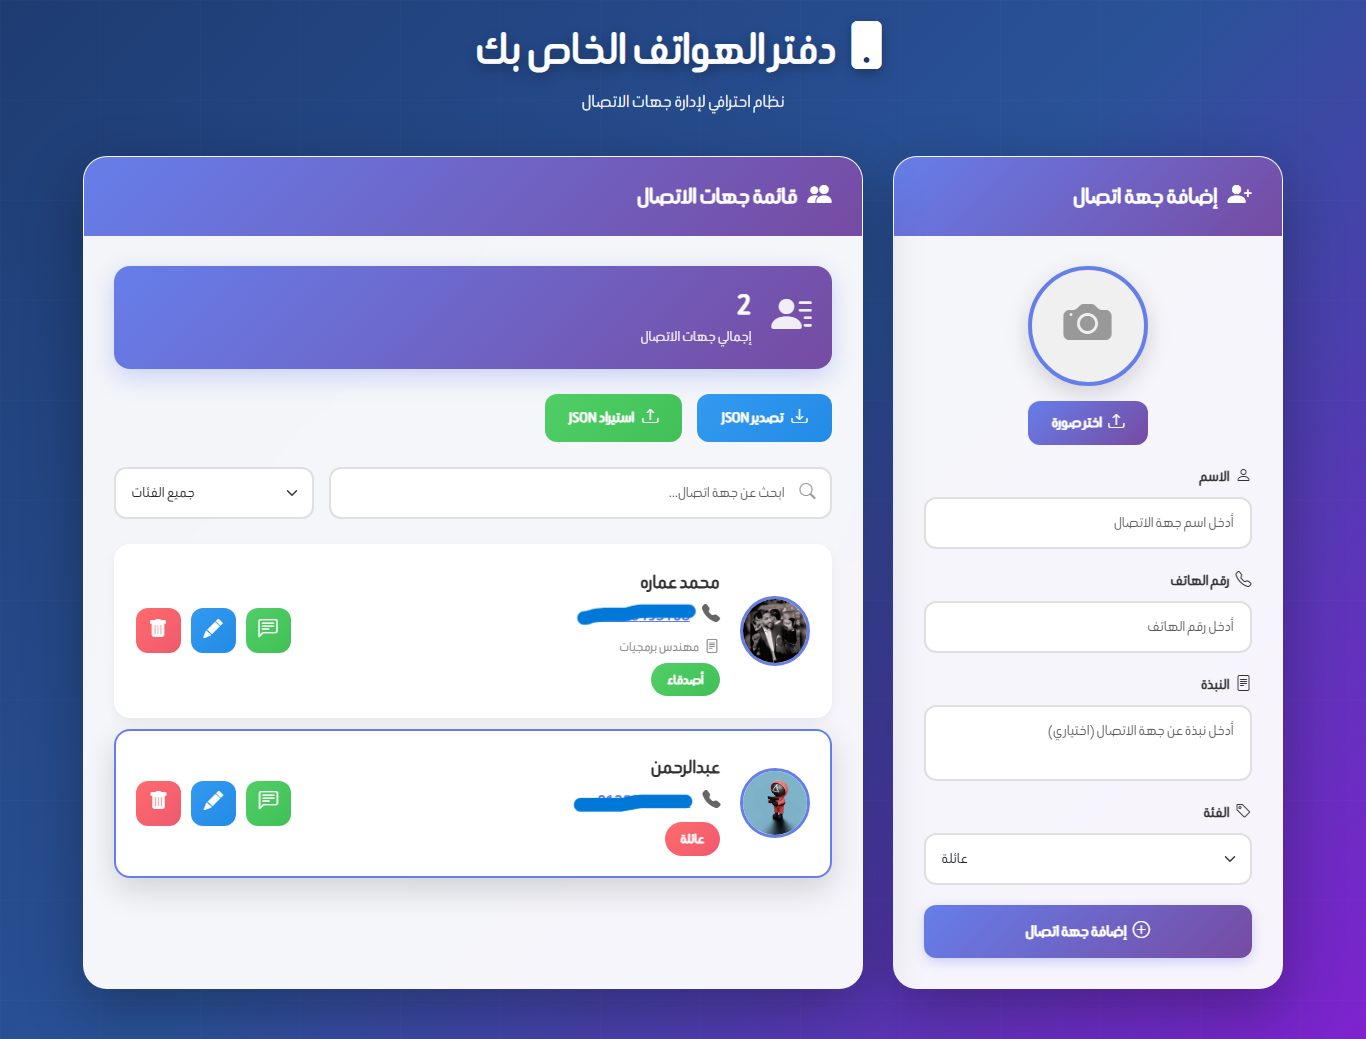 دفتر الهواتف الخاص بك
نظام احترافي لإدارة جهات الاتصال
إضافة جهة اتصال
اختر صورة
الاسم
أدخل اسم جهة الاتصال
رقم الهاتف
أدخل رقم الهاتف
النبذة
أدخل نبذة عن جهة الاتصال (اختياري)
الفئة
عائلة
إضافة جهة اتصال
قائمة جهات الاتصال
2
إجمالي جهات الاتصال
تصدير JSON
استيراد JSON
ابحث عن جهة اتصال...
جميع الفئات
محمد عماره
مهندس برمجيات
أصدقاء
عبدالرحمن
عائلة